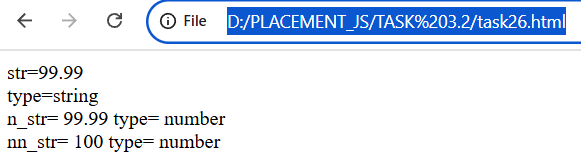 File D:/PLACEMENT_JS/TASK%203.2/task26.html
str=99.99
type=string
n_str= 99.99 type= number
nn_str= 100 type= number